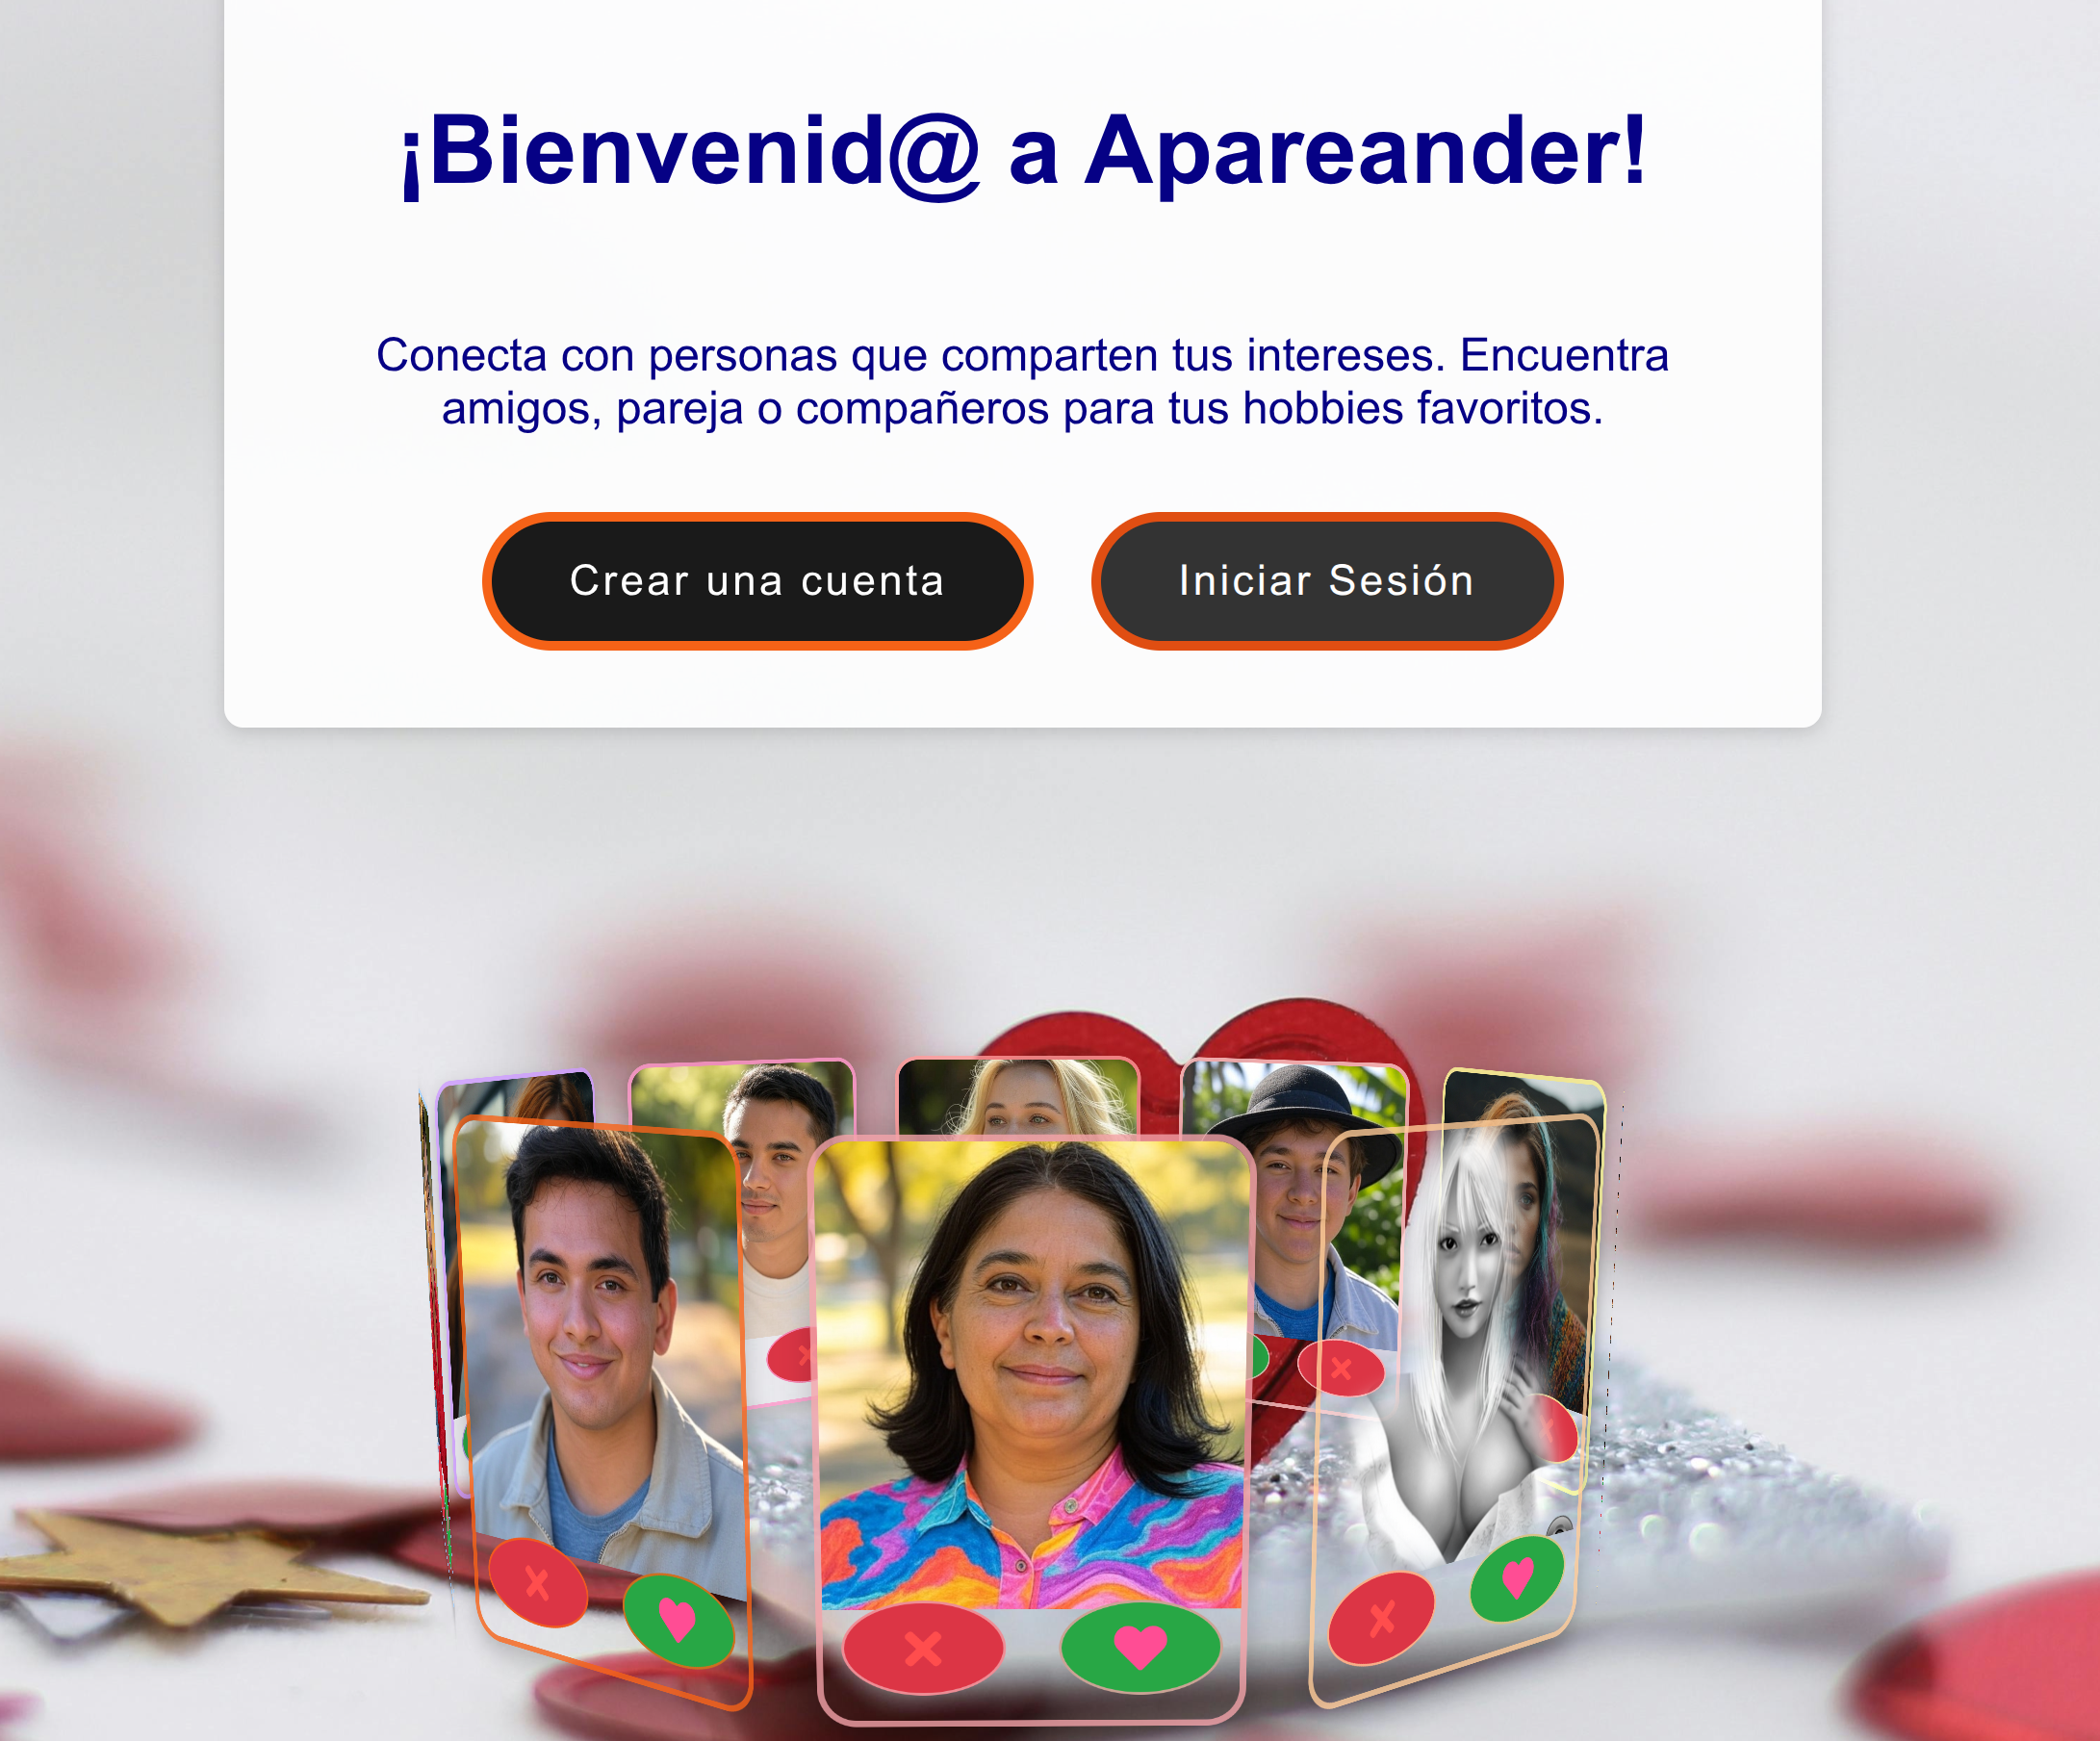 ¡Bienvenid@ a Apareander!
Conecta con personas que comparten tus intereses. Encuentra
amigos, pareja o compañeros para tus hobbies favoritos.
Crear una cuenta
Iniciar Sesión